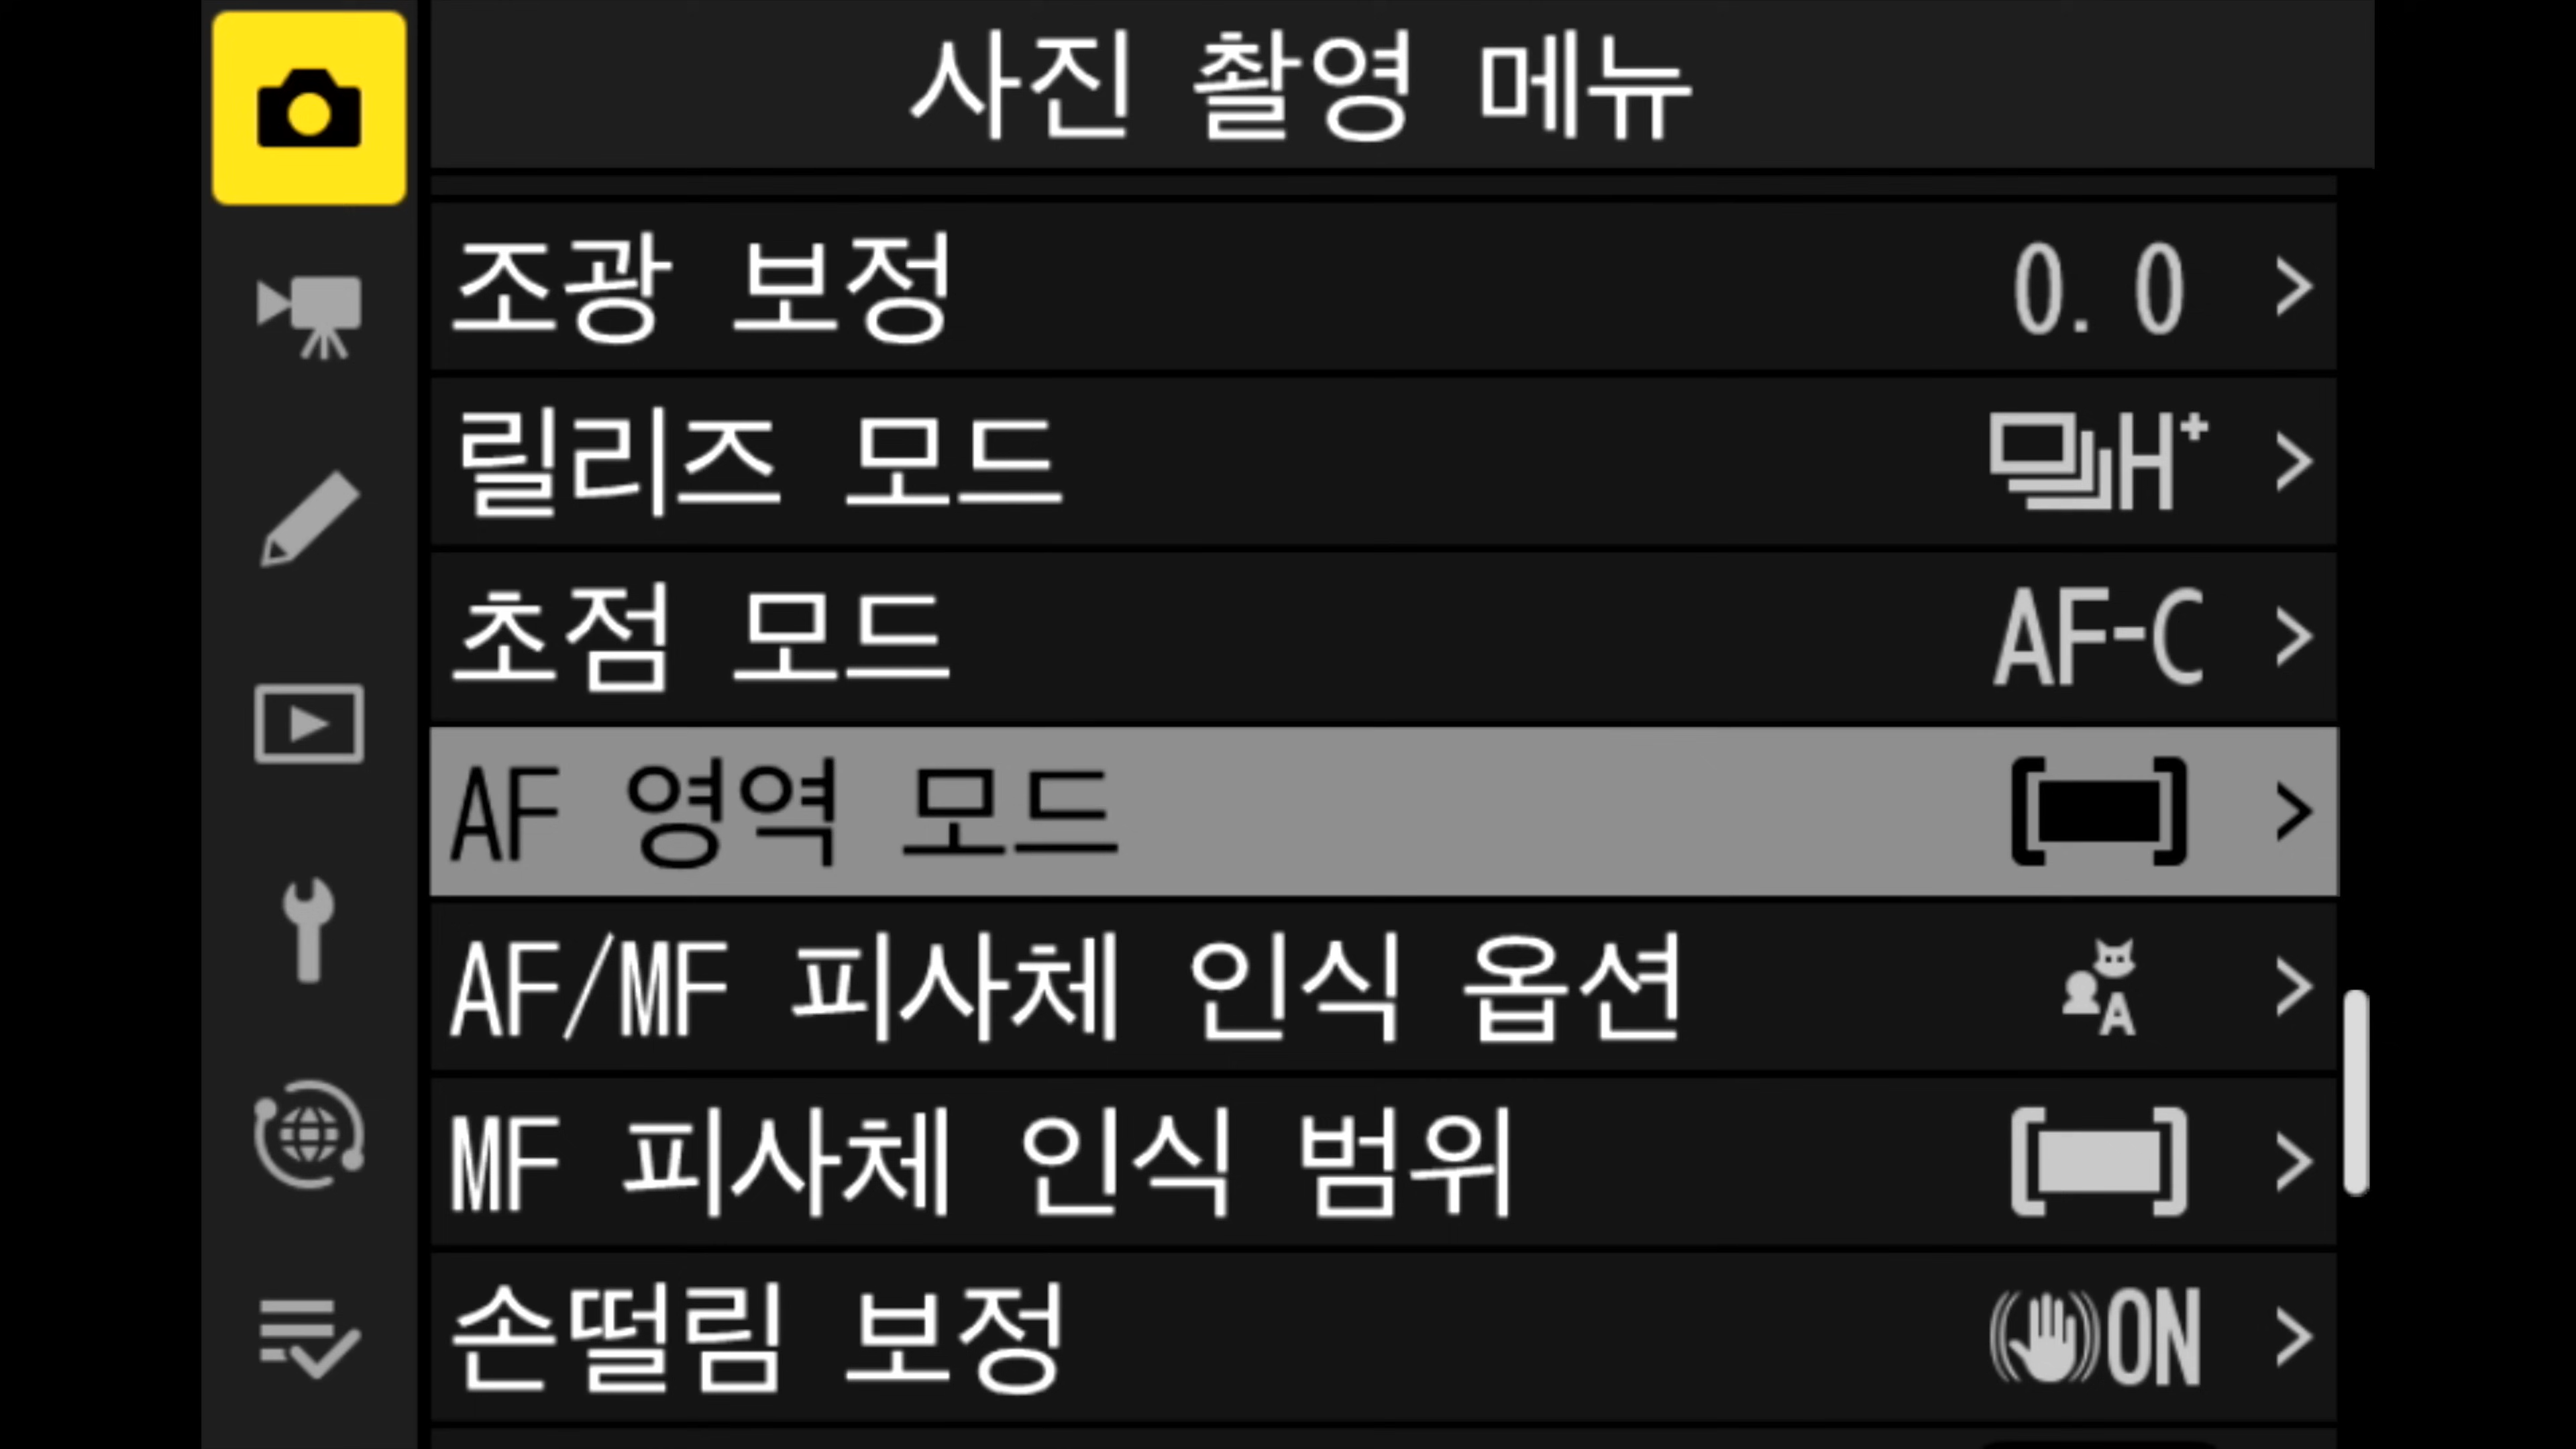 사진 촬영 메뉴
조광 보정 0.0 >
릴리즈 모드 H+ >
초점 모드 AF-C >
AF 영역 모드 >
AF/MF 피사체 인식 옵션 A >
MF 피사체 인식 범위 >
손떨림 보정 ON >